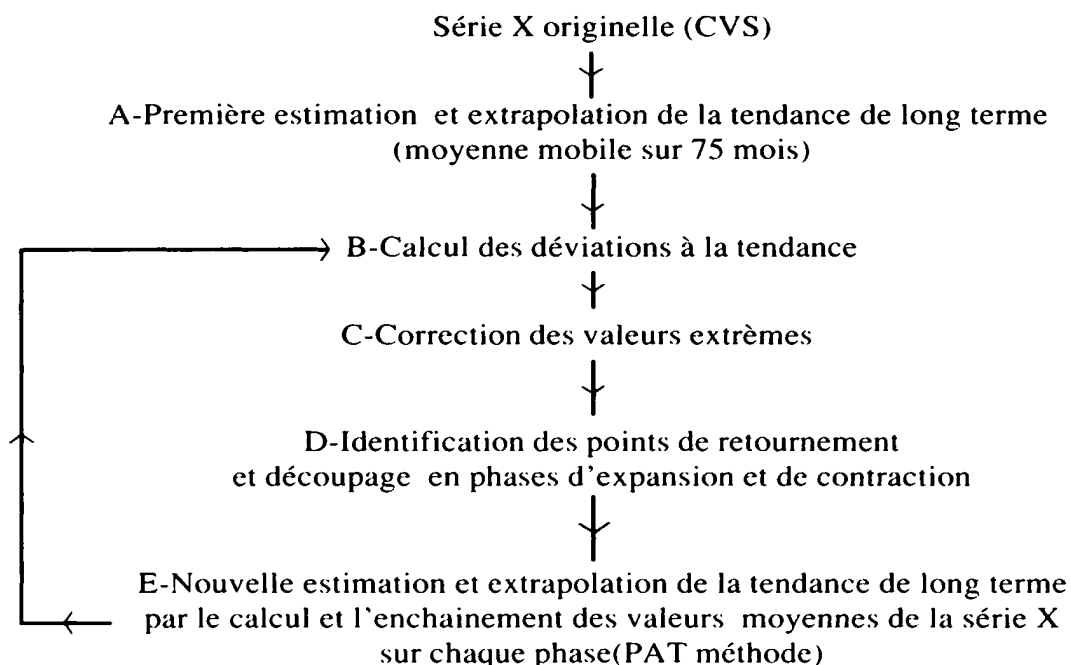 Série X originelle (CVS)
A-Première estimation et extrapolation de la tendance de long terme
(moyenne mobile sur 75 mois)
B-Calcul des déviations à la tendance
C-Correction des valeurs extrèmes
D-Identification des points de retournement
et découpage en phases d'expansion et de contraction
E-Nouvelle estimation et extrapolation de la tendance de long terme
par le calcul et l'enchainement des valeurs moyennes de la série X
sur chaque phase(PAT méthode)